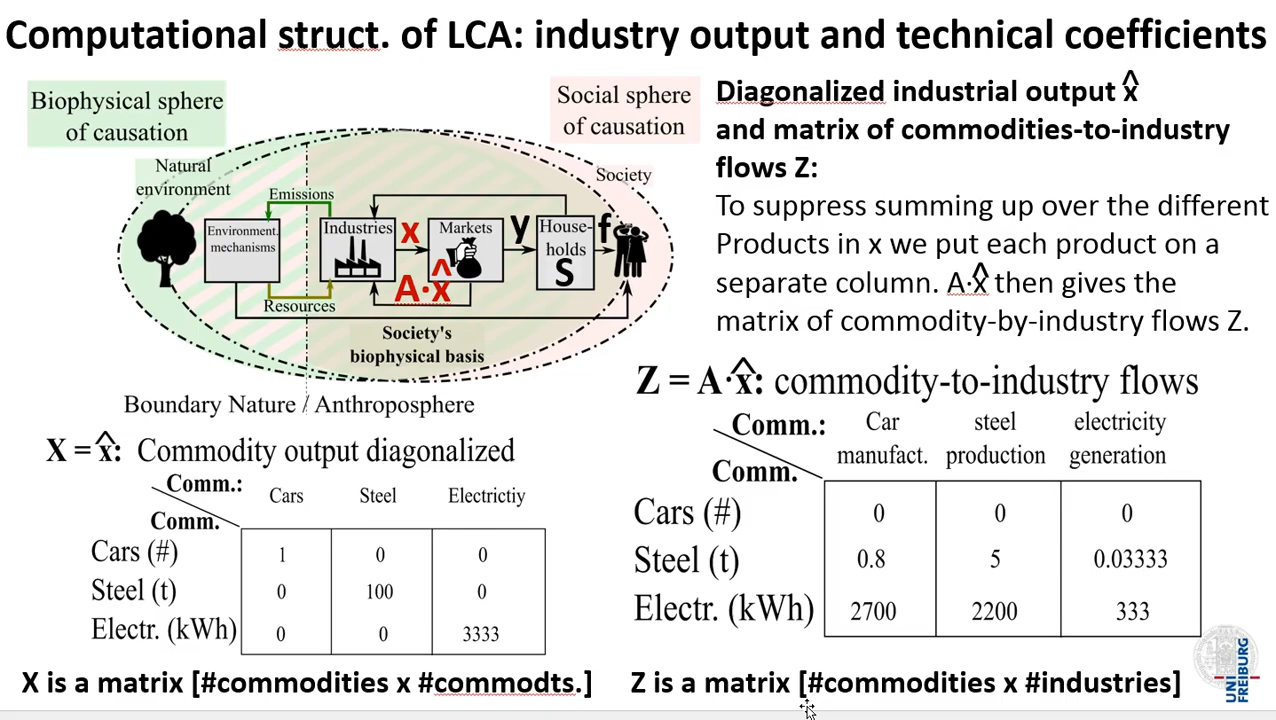 Computational struct. of LCA: industry output and technical coefficients
Biophysical sphere
of causation
Social sphere
of causation
Natural
environment
Society
Emissions
Environment.
mechanisms
Industries
x
Markets
y
House-
holds
S
f
A·x̂
Resources
Society's
biophysical basis
Boundary Nature / Anthroposphere
Diagonalized industrial output x̂
and matrix of commodities-to-industry
flows Z:
To suppress summing up over the different
Products in x we put each product on a
separate column. A·x̂ then gives the
matrix of commodity-by-industry flows Z.
X = x̂: Commodity output diagonalized
Comm.: Cars Steel Electrictiy
Comm.
Cars (#) 1 0 0
Steel (t) 0 100 0
Electr. (kWh) 0 0 3333
X is a matrix [#commodities x #commodts.]
Z = A·x̂: commodity-to-industry flows
Comm.: Car steel electricity
manufact. production generation
Comm.
Cars (#) 0 0 0
Steel (t) 0.8 5 0.03333
Electr. (kWh) 2700 2200 333
Z is a matrix [#commodities x #industries]
UNI
FREIBURG